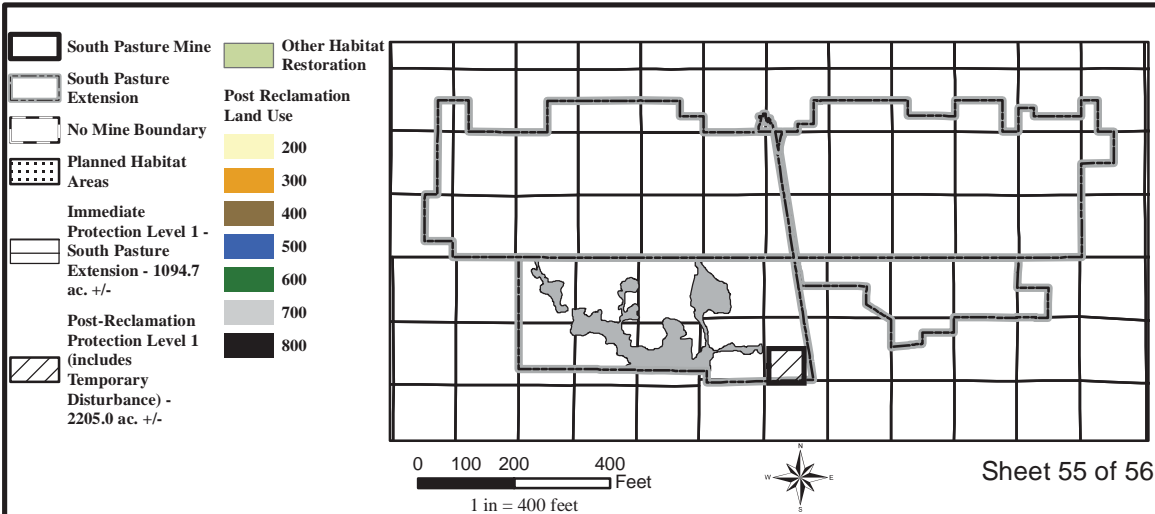 South Pasture Mine
South Pasture
Extension
No Mine Boundary
Planned Habitat
Areas
Immediate
Protection Level 1 -
South Pasture
Extension - 1094.7
ac. +/-
Post-Reclamation
Protection Level 1
(includes
Temporary
Disturbance) -
2205.0 ac. +/-
Other Habitat
Restoration
Post Reclamation
Land Use
200
300
400
500
600
700
800
0 100 200 400
Feet
1 in = 400 feet
N
W E
S
Sheet 55 of 56